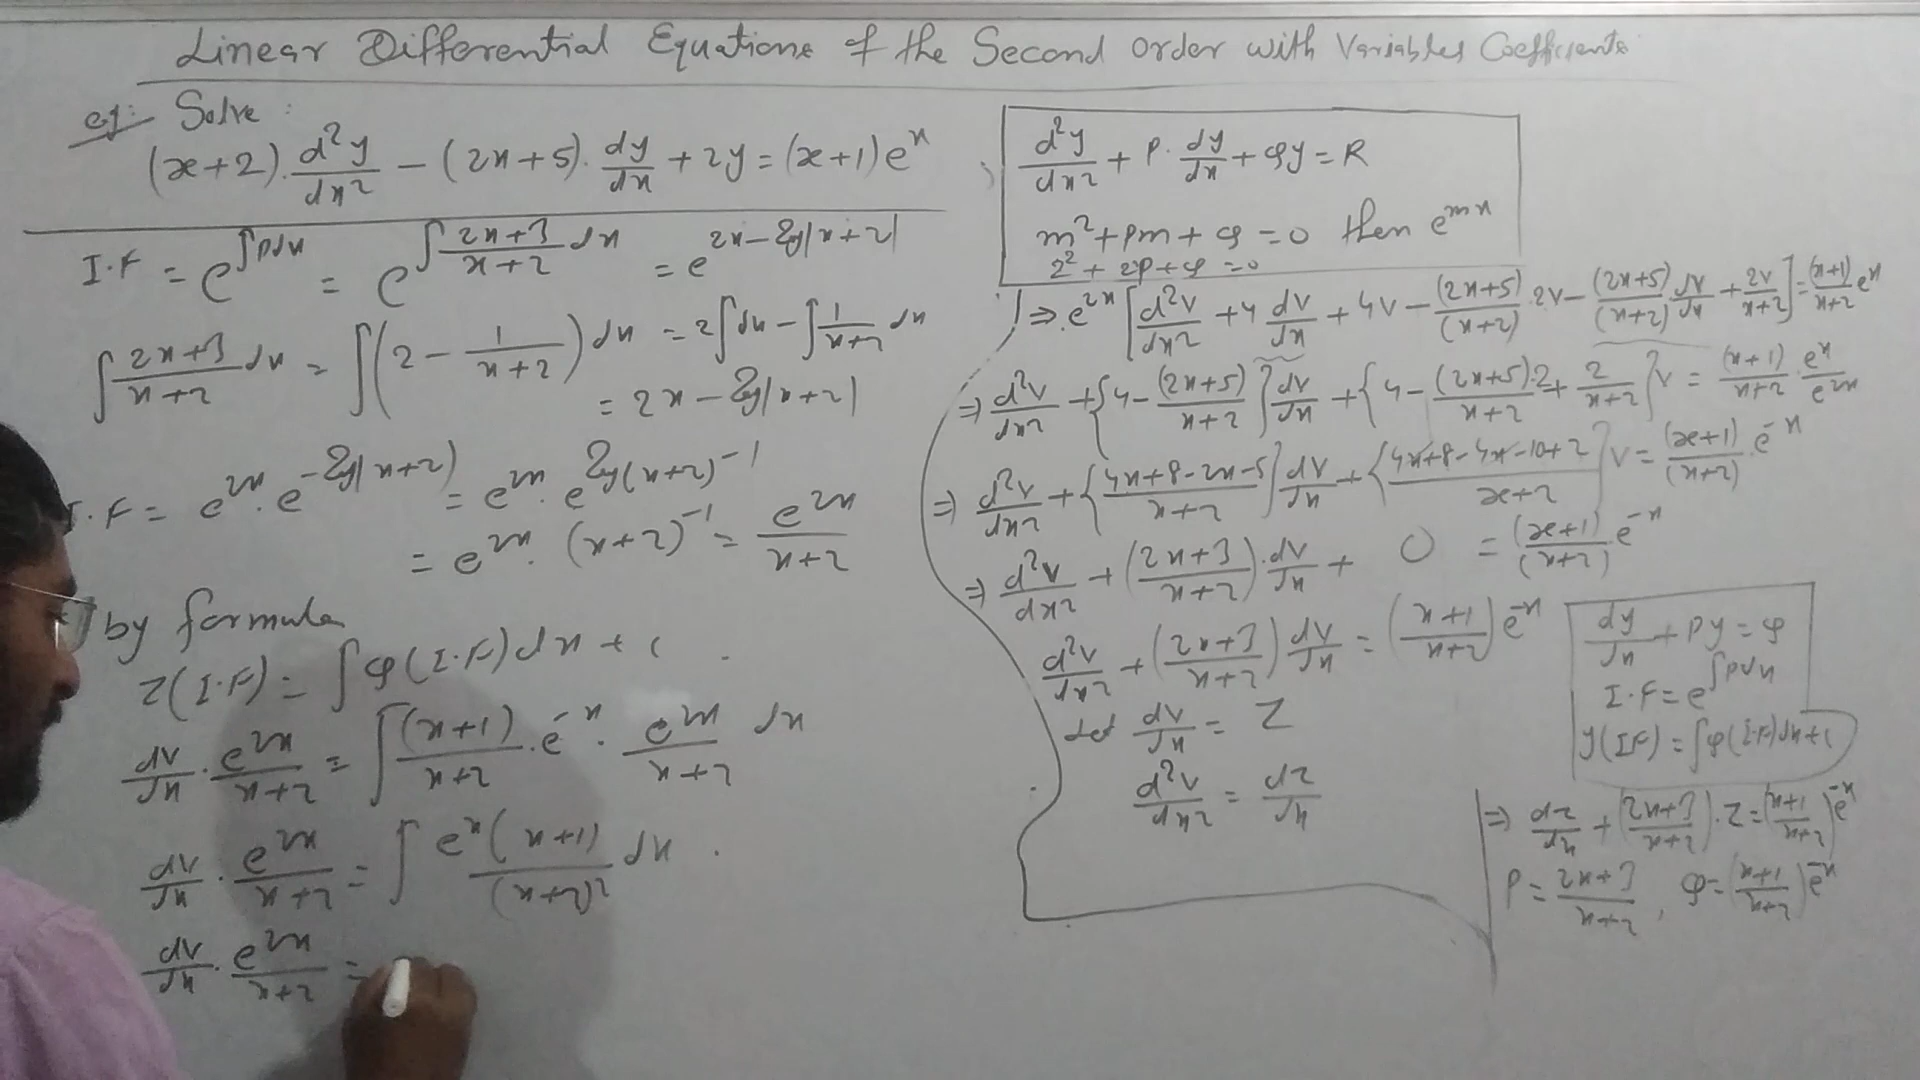 Linear Differential Equations of the Second order with Variables Coefficients
eg:- Solve:
(x+2).d²y/dx² - (2x+5).dy/dx + 2y = (x+1)eˣ
I.F = e^∫Pdx = e^∫(2x+3)/(x+2) dx = e^(2x - log|x+2|)
∫(2x+3)/(x+2) dx = ∫(2 - 1/(x+2)) dx = 2∫dx - ∫1/(x+2) dx
= 2x - log|x+2|
I.F = e^2x . e^-log(x+2) = e^2x . e^log(x+2)^-1
= e^2x . (x+2)^-1 = e^2x/(x+2)
by formula
Z(I.F) = ∫Q(I.F)dx + c
dv/dx . e^2x/(x+2) = ∫(x+1)/(x+2) . e^-x . e^2x/(x+2) dx
dv/dx . e^2x/(x+2) = ∫ eˣ(x+1)/(x+2)² dx
dv/dx . e^2x/(x+2) =
d²y/dx² + P.dy/dx + Qy = R
m² + Pm + Q = 0 then e^mx
2² + 2P + Q = 0
⇒ e^2x [d²v/dx² + 4 dv/dx + 4v - (2x+5)/(x+2) .2v - (2x+5)/(x+2) . dv/dx + 2v/(x+2)] = (x+1)/(x+2) eˣ
⇒ d²v/dx² + {4 - (2x+5)/(x+2)} dv/dx + {4 - (2x+5).2/(x+2) + 2/(x+2)} v = (x+1)/(x+2) . eˣ/e^2x
⇒ d²v/dx² + {(4x+8-2x-5)/(x+2)} dv/dx + {(4x+8-4x-10+2)/(x+2)} v = (x+1)/(x+2) . e^-x
⇒ d²v/dx² + ((2x+3)/(x+2)) . dv/dx + 0 = (x+1)/(x+2) e^-x
d²v/dx² + ((2x+3)/(x+2)) dv/dx = ((x+1)/(x+2)) e^-x
Let dv/dx = Z
d²v/dx² = dz/dx
dy/dx + Py = Q
I.F = e^∫Pdx
y(IF) = ∫Q(I.F)dx + c
⇒ dz/dx + ((2x+3)/(x+2)) . Z = ((x+1)/(x+2)) e^-x
P = (2x+3)/(x+2), Q = ((x+1)/(x+2)) e^-x